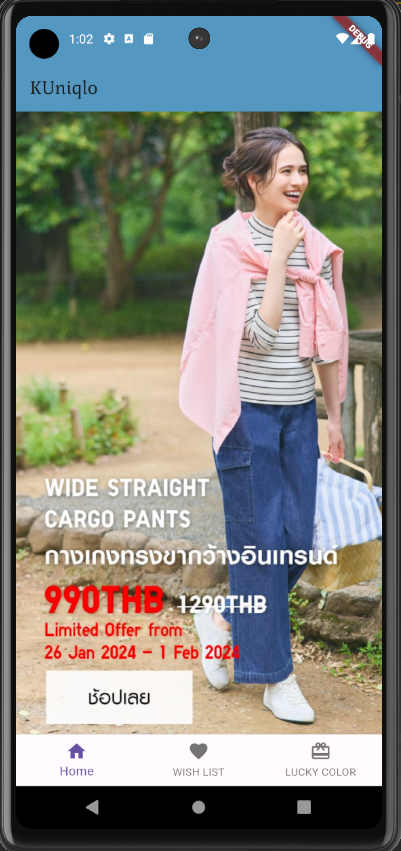 1:02
DEBUG
KUniqlo
WIDE STRAIGHT
CARGO PANTS
กางเกงทรงขากว้างอินเทรนด์
990THB 1290THB
Limited Offer from
26 Jan 2024 - 1 Feb 2024
ช้อปเลย
Home WISH LIST LUCKY COLOR